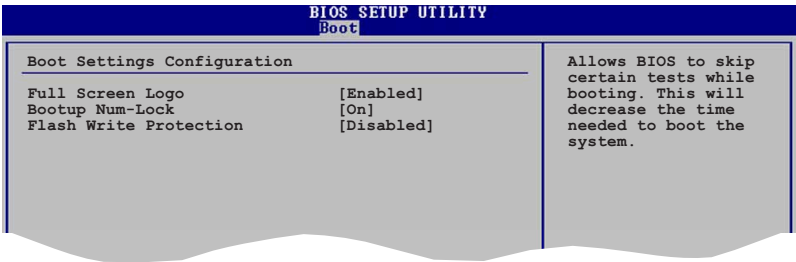 BIOS SETUP UTILITY
Boot
Boot Settings Configuration
Full Screen Logo [Enabled]
Bootup Num-Lock [On]
Flash Write Protection [Disabled]
Allows BIOS to skip
certain tests while
booting. This will
decrease the time
needed to boot the
system.